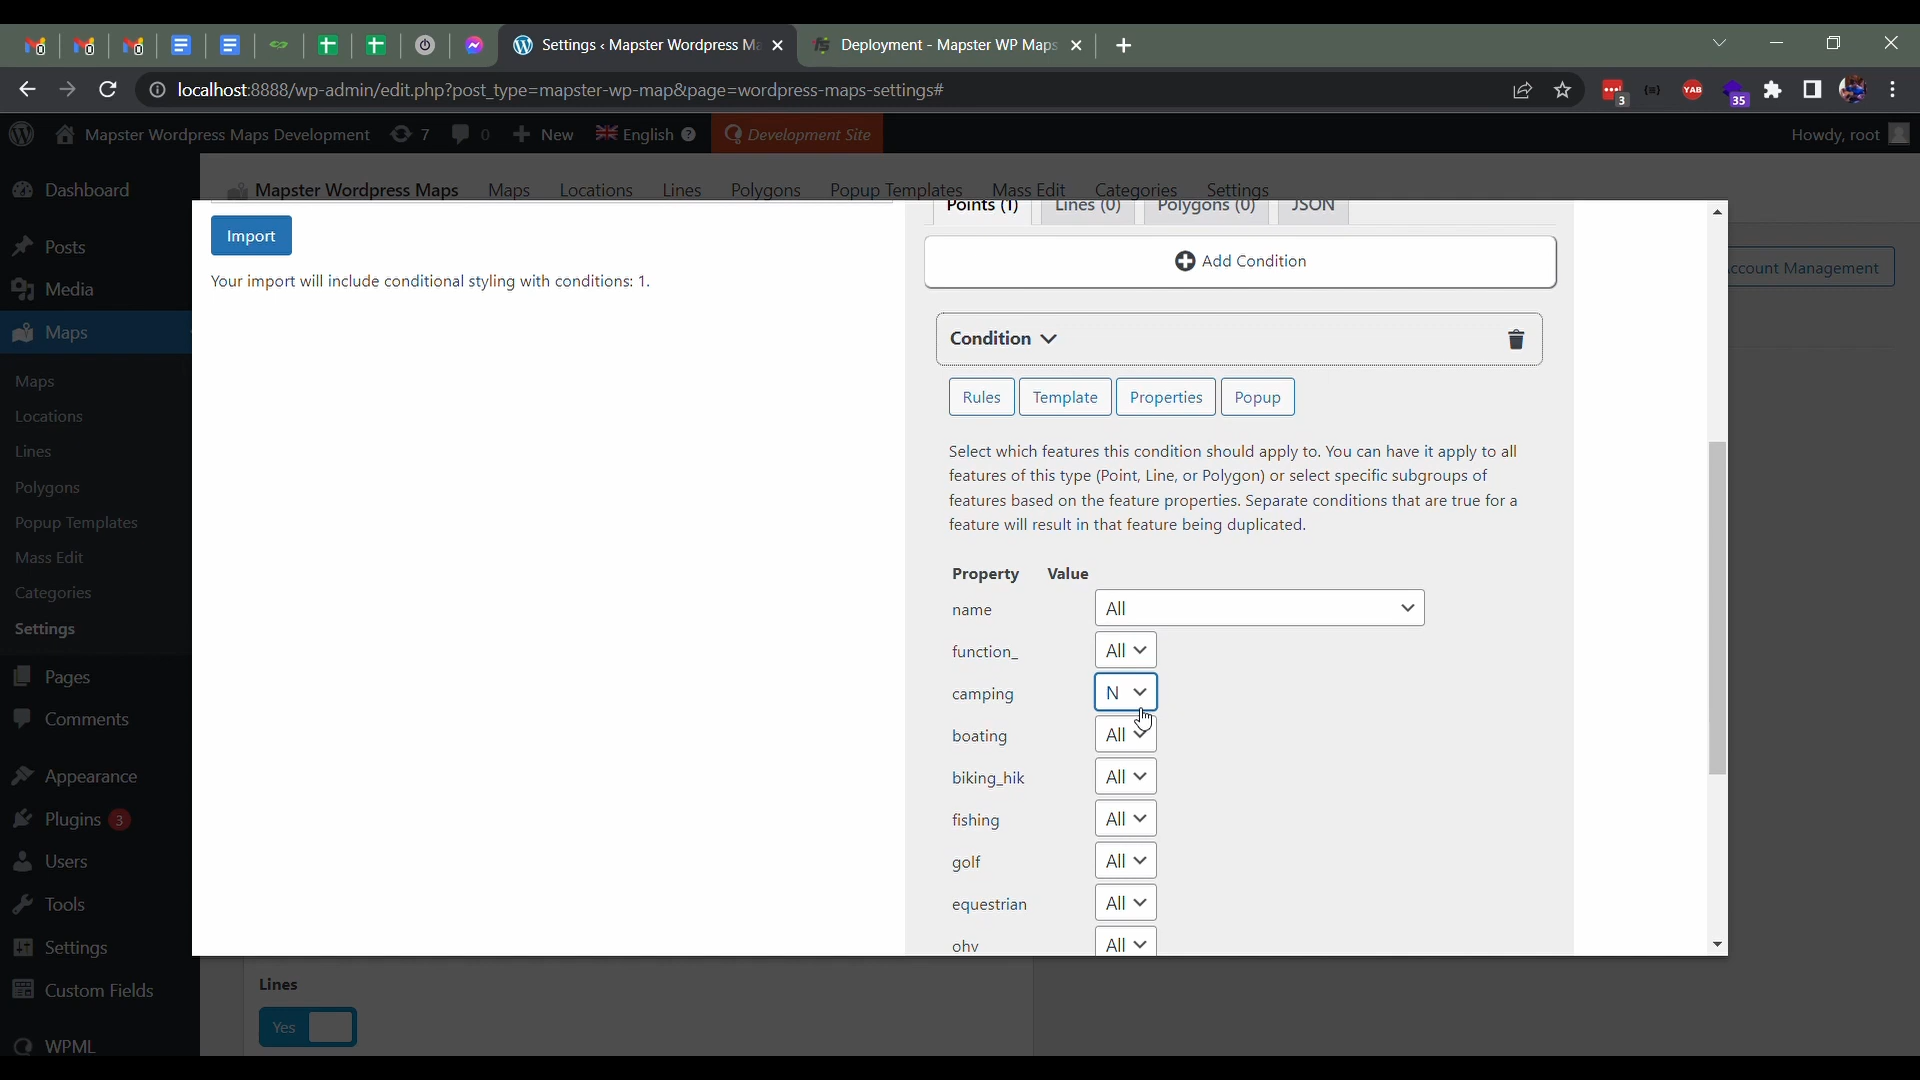 Settings ‹ Mapster Wordpress Ma
Deployment - Mapster WP Maps
localhost:8888/wp-admin/edit.php?post_type=mapster-wp-map&page=wordpress-maps-settings#
3
YAB
35
Mapster Wordpress Maps Development
7
0
New
English
Development Site
Howdy, root
Dashboard
Posts
Media
Maps
Maps
Locations
Lines
Polygons
Popup Templates
Mass Edit
Categories
Settings
Pages
Comments
Appearance
Plugins 3
Users
Tools
Settings
Custom Fields
WPML
Mapster Wordpress Maps
Maps
Locations
Lines
Polygons
Popup Templates
Mass Edit
Categories
Settings
Account Management
Import
Your import will include conditional styling with conditions: 1.
Points (1)
Lines (0)
Polygons (0)
JSON
Add Condition
Condition
Rules
Template
Properties
Popup
Select which features this condition should apply to. You can have it apply to all
features of this type (Point, Line, or Polygon) or select specific subgroups of
features based on the feature properties. Separate conditions that are true for a
feature will result in that feature being duplicated.
Property Value
name All
function_ All
camping N
boating All
biking_hik All
fishing All
golf All
equestrian All
ohv All
Lines
Yes